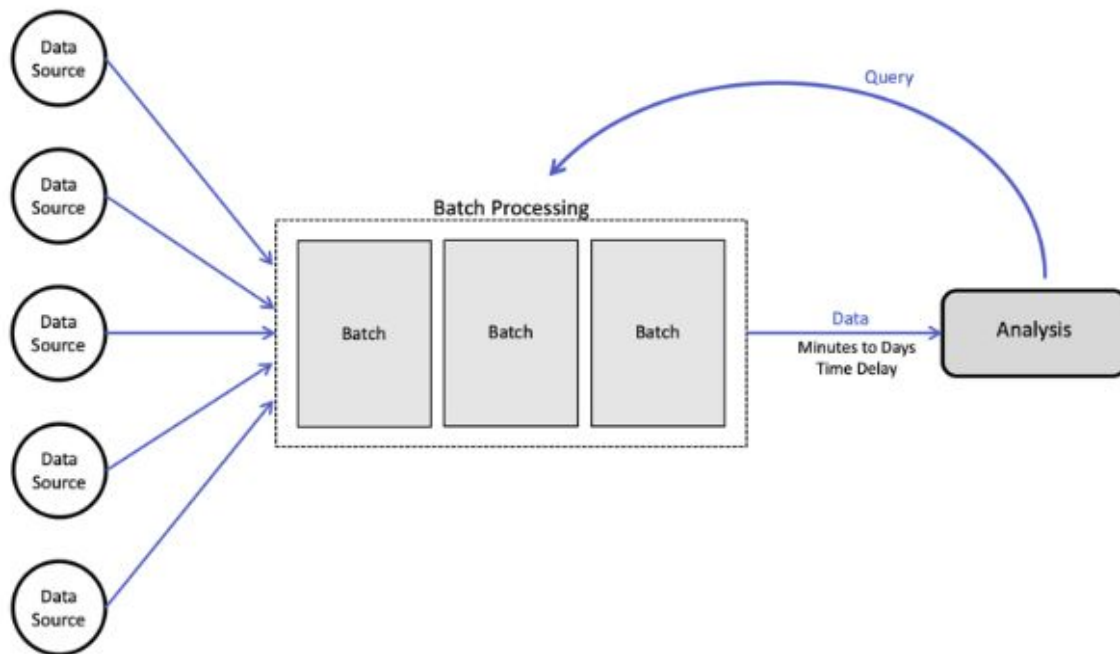 Data
Source
Data
Source
Data
Source
Data
Source
Data
Source
Query
Batch Processing
Batch
Batch
Batch
Data
Minutes to Days
Time Delay
Analysis